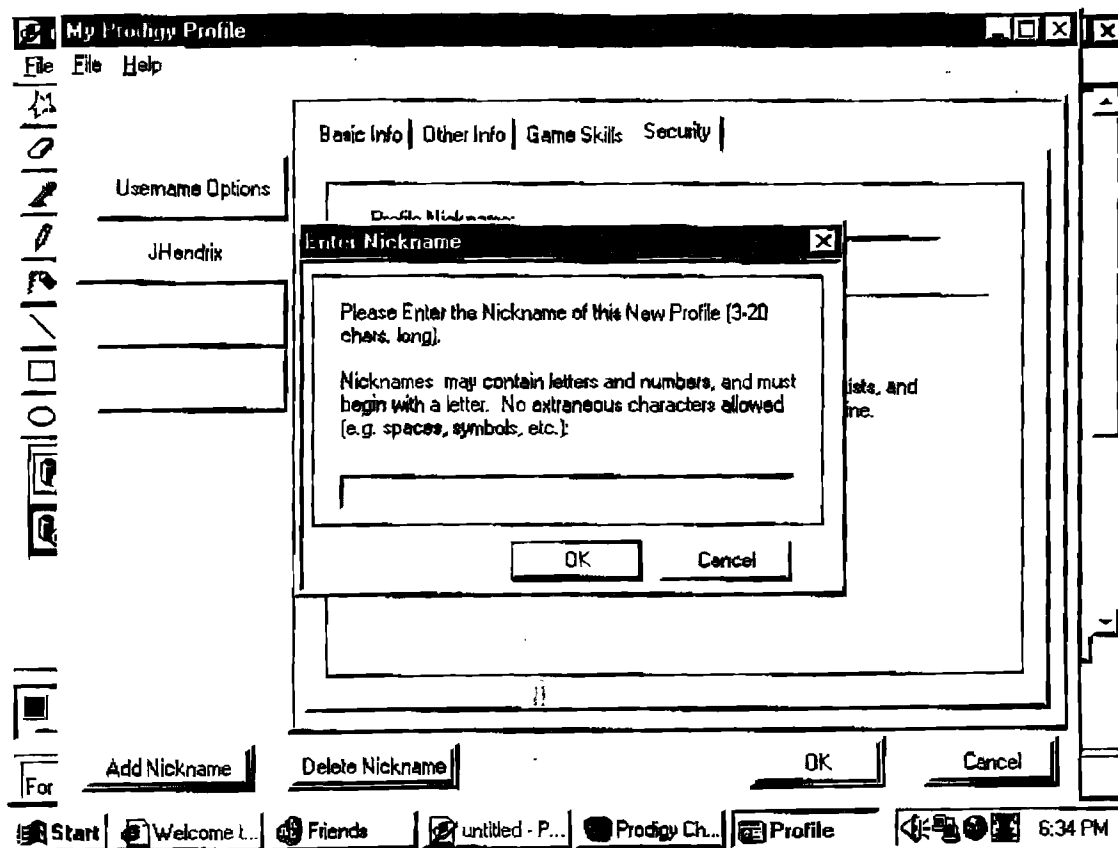 My Prodigy Profile
File File Help
Basic Info Other Info Game Skills Security
Username Options
Profile Nickname:
JHendrix
Enter Nickname
Please Enter the Nickname of this New Profile (3-20
chars. long).
Nicknames may contain letters and numbers, and must
begin with a letter. No extraneous characters allowed
(e.g. spaces, symbols, etc.):
ists, and
ine.
OK Cancel
Add Nickname Delete Nickname OK Cancel
For
Start Welcome t... Friends untitled - P... Prodigy Ch... Profile 6:34 PM